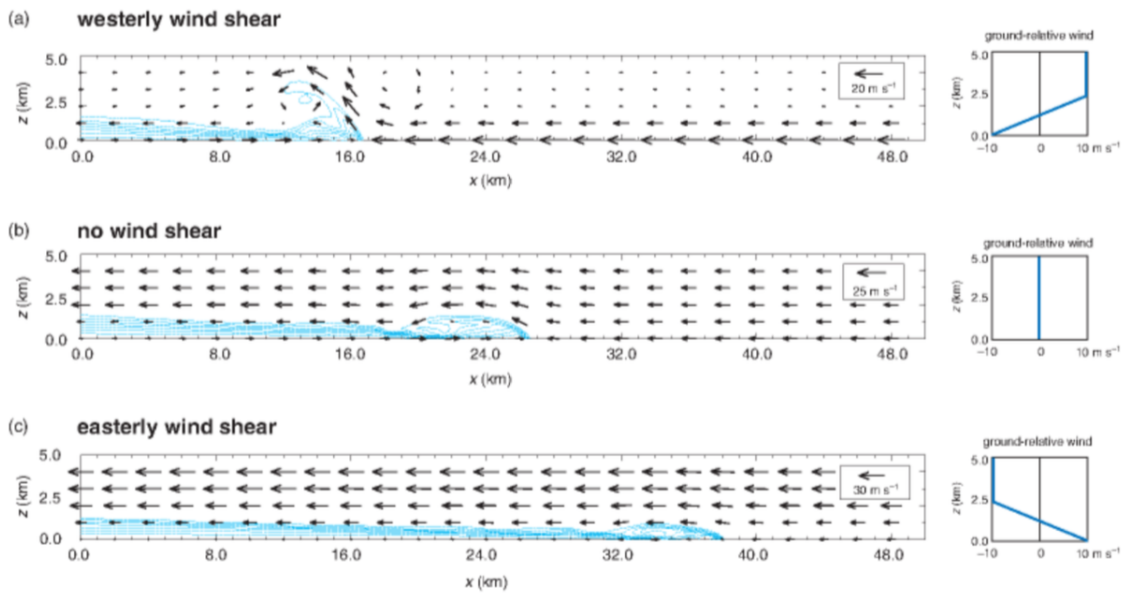 (a) westerly wind shear
5.0
2.5
0.0
z (km)
20 m s⁻¹
0.0 8.0 16.0 24.0 32.0 40.0 48.0
x (km)
ground-relative wind
5.0
2.5
0.0
z (km)
−10 0 10 m s⁻¹
(b) no wind shear
5.0
2.5
0.0
z (km)
25 m s⁻¹
0.0 8.0 16.0 24.0 32.0 40.0 48.0
x (km)
ground-relative wind
5.0
2.5
0.0
z (km)
−10 0 10 m s⁻¹
(c) easterly wind shear
5.0
2.5
0.0
z (km)
30 m s⁻¹
0.0 8.0 16.0 24.0 32.0 40.0 48.0
x (km)
ground-relative wind
5.0
2.5
0.0
z (km)
−10 0 10 m s⁻¹